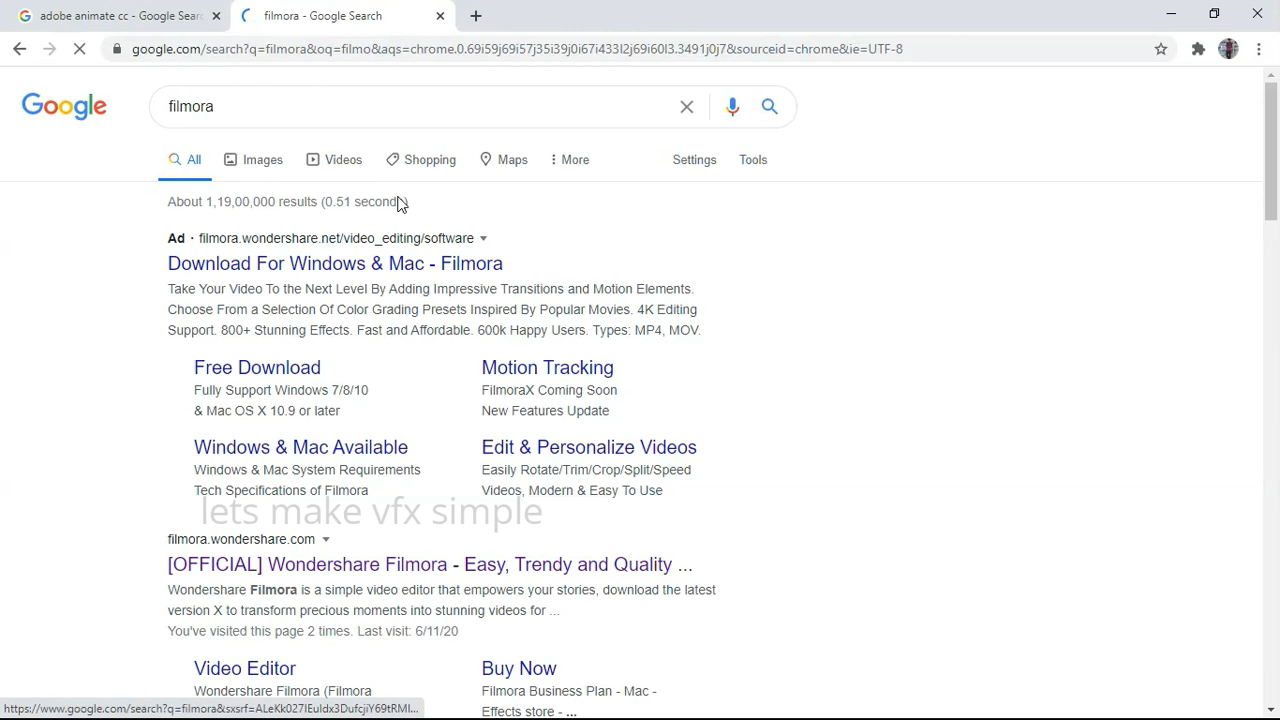 adobe animate cc - Google Sear
filmora - Google Search
google.com/search?q=filmora&oq=filmo&aqs=chrome.0.69i59j69i57j35i39j0i67i433l2j69i60l3.3491j0j7&sourceid=chrome&ie=UTF-8
Google
filmora
All Images Videos Shopping Maps More Settings Tools
About 1,19,00,000 results (0.51 seconds)
Ad · filmora.wondershare.net/video_editing/software
Download For Windows & Mac - Filmora
Take Your Video To the Next Level By Adding Impressive Transitions and Motion Elements.
Choose From a Selection Of Color Grading Presets Inspired By Popular Movies. 4K Editing
Support. 800+ Stunning Effects. Fast and Affordable. 600k Happy Users. Types: MP4, MOV.
Free Download
Fully Support Windows 7/8/10
& Mac OS X 10.9 or later
Motion Tracking
FilmoraX Coming Soon
New Features Update
Windows & Mac Available
Windows & Mac System Requirements
Tech Specifications of Filmora
Edit & Personalize Videos
Easily Rotate/Trim/Crop/Split/Speed
Videos, Modern & Easy To Use
lets make vfx simple
filmora.wondershare.com
[OFFICIAL] Wondershare Filmora - Easy, Trendy and Quality ...
Wondershare Filmora is a simple video editor that empowers your stories, download the latest
version X to transform precious moments into stunning videos for ...
You've visited this page 2 times. Last visit: 6/11/20
Video Editor
Wondershare Filmora (Filmora
Buy Now
Filmora Business Plan - Mac -
Effects store - ...
https://www.google.com/search?q=filmora&sxsrf=ALeKk027IEuIdx3DufcjiY69tRMI...